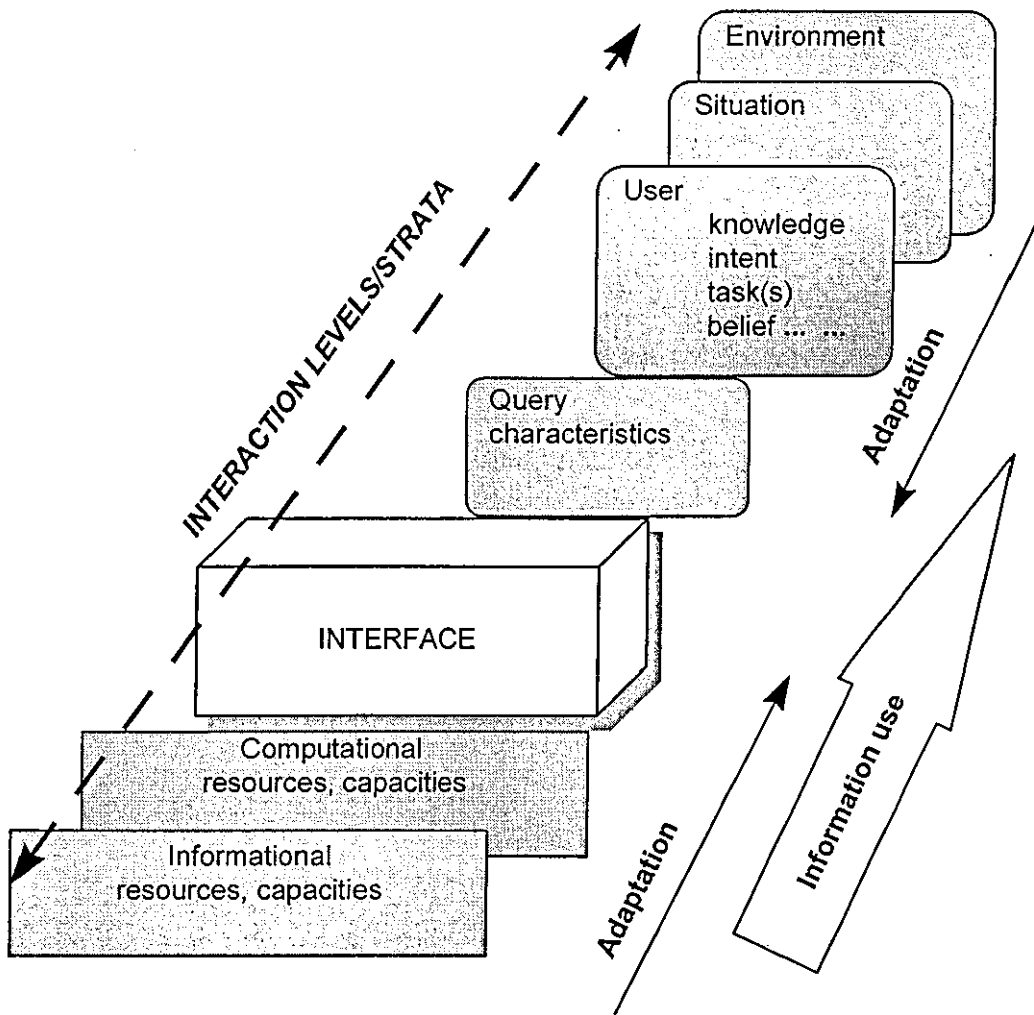 Environment
Situation
User
knowledge
intent
task(s)
belief ... ...
INTERACTION LEVELS/STRATA
Adaptation
Query
characteristics
INTERFACE
Computational
resources, capacities
Informational
resources, capacities
Adaptation
Information use